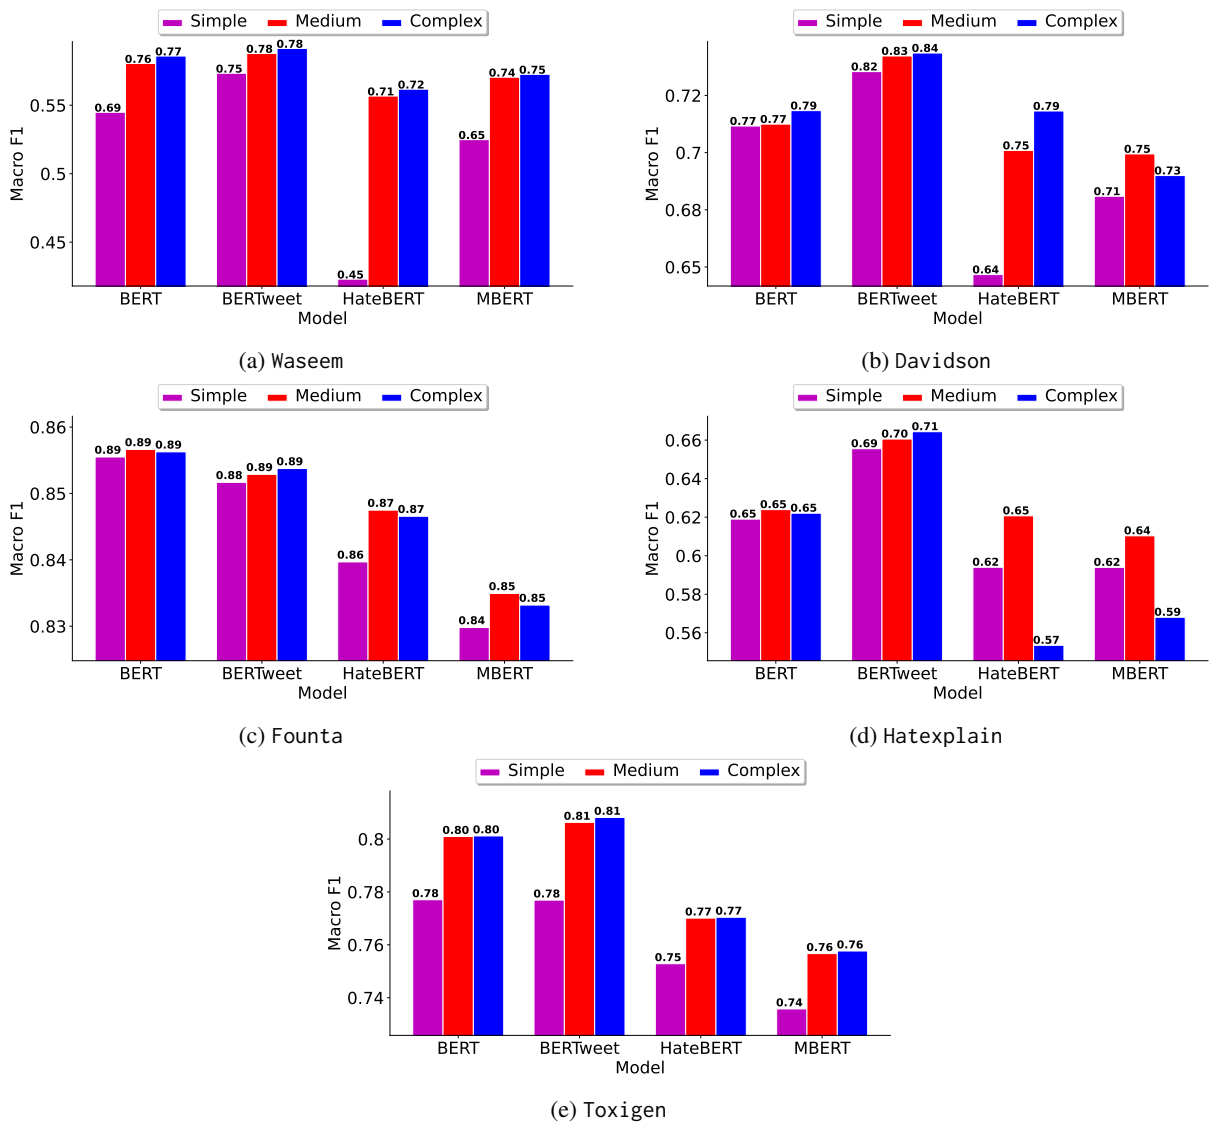 Simple Medium Complex
Macro F1
0.55
0.5
0.45
0.69 0.76 0.77 0.75 0.78 0.78 0.45 0.71 0.72 0.65 0.74 0.75
BERT BERTweet HateBERT MBERT
Model
(a) Waseem
Simple Medium Complex
Macro F1
0.72
0.7
0.68
0.65
0.77 0.77 0.79 0.82 0.83 0.84 0.64 0.75 0.79 0.71 0.75 0.73
BERT BERTweet HateBERT MBERT
Model
(b) Davidson
Simple Medium Complex
Macro F1
0.86
0.85
0.84
0.83
0.89 0.89 0.89 0.88 0.89 0.89 0.86 0.87 0.87 0.84 0.85 0.85
BERT BERTweet HateBERT MBERT
Model
(c) Founta
Simple Medium Complex
Macro F1
0.66
0.64
0.62
0.6
0.58
0.56
0.65 0.65 0.65 0.69 0.70 0.71 0.62 0.65 0.57 0.62 0.64 0.59
BERT BERTweet HateBERT MBERT
Model
(d) Hatexplain
Simple Medium Complex
Macro F1
0.8
0.78
0.76
0.74
0.78 0.80 0.80 0.78 0.81 0.81 0.75 0.77 0.77 0.74 0.76 0.76
BERT BERTweet HateBERT MBERT
Model
(e) Toxigen